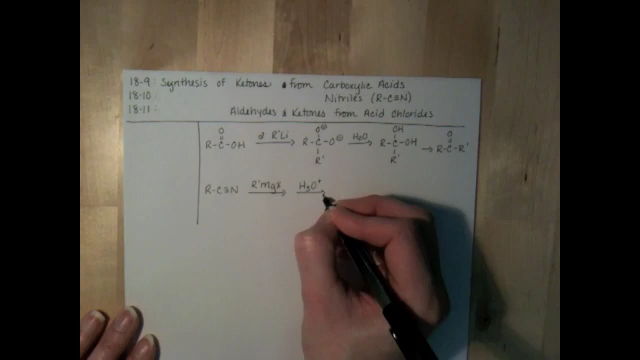 18-9: Synthesis of Ketones from Carboxylic Acids
18-10 Nitriles (R-C≡N)
18-11: Aldehydes & Ketones from Acid Chlorides
O O⊖ OH O
R-C-OH 2 R'Li R-C-O⊖ H₂O R-C-OH → R-C-R'
R' R'
R-C≡N R'MgX H₃O⁺